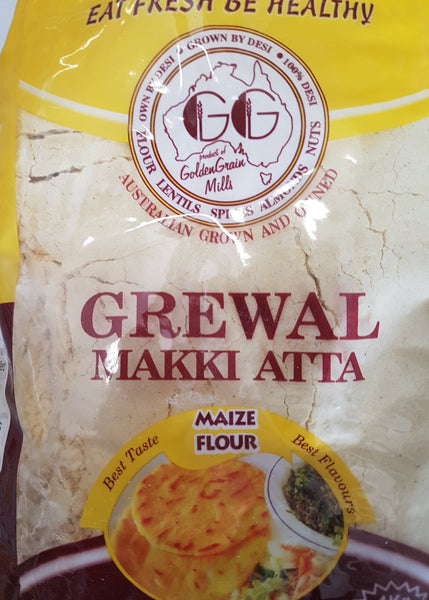 EAT FRESH BE HEALTHY
OWN BY DESI • GROWN BY DESI • 100% DESI
GG
product of
GoldenGrain
Mills
FLOUR LENTILS SPICES ALMONDS NUTS
AUSTRALIAN GROWN AND OWNED
GREWAL
MAKKI ATTA
MAIZE
FLOUR
Best Taste
Best Flavours